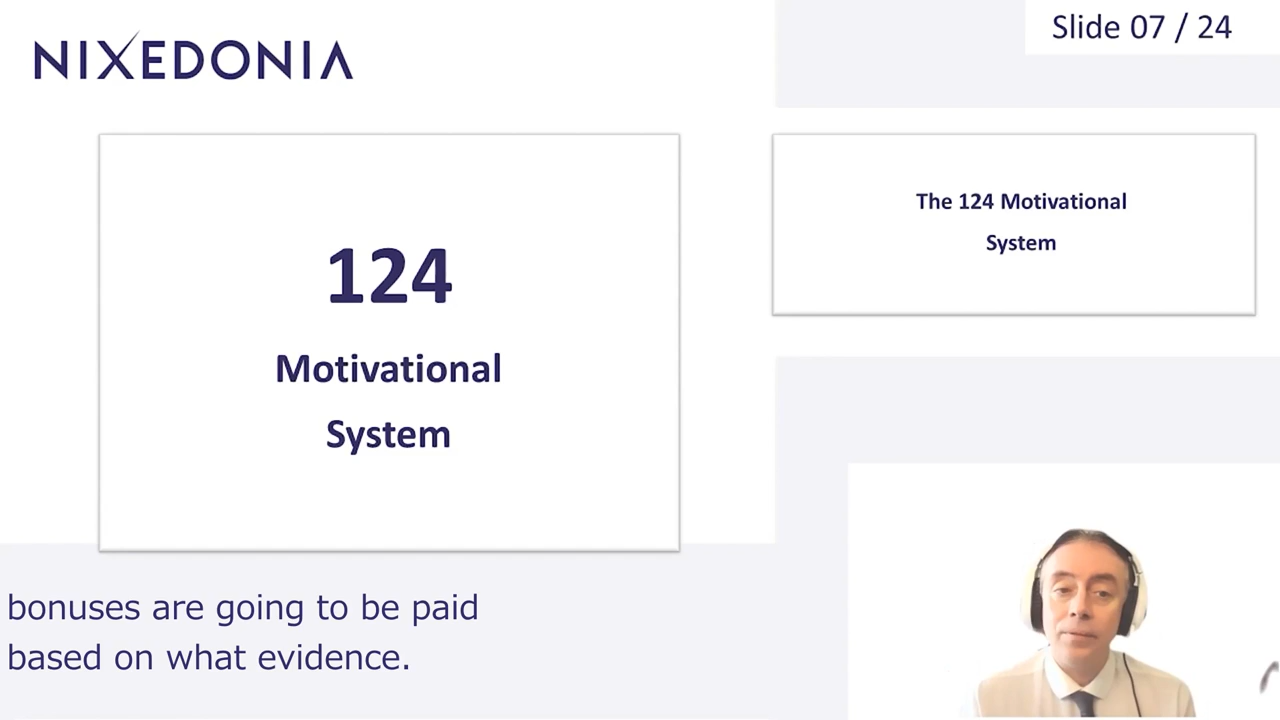 NIXEDONIA
Slide 07 / 24
124
Motivational
System
The 124 Motivational
System
bonuses are going to be paid
based on what evidence.